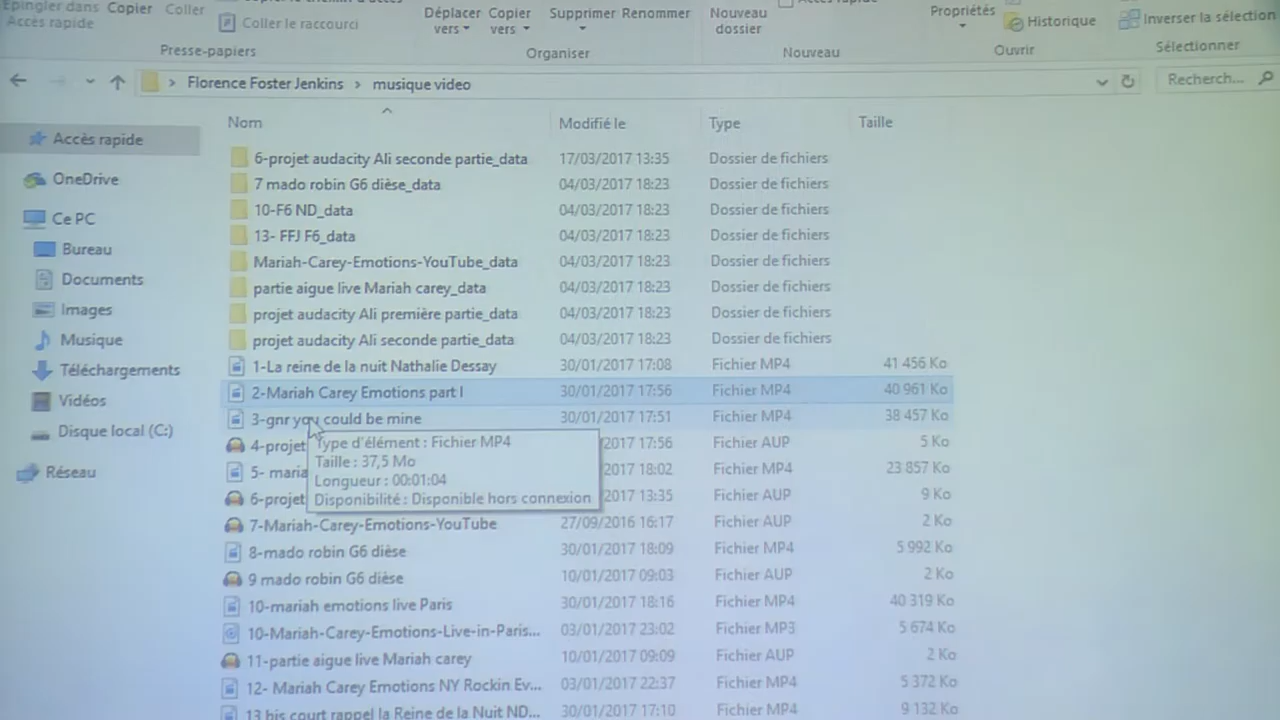 Épingler dans Copier Coller
Accès rapide
Coller le raccourci
Déplacer Copier Supprimer Renommer
vers vers
Nouveau
dossier
Propriétés
Historique
Inverser la sélection
Presse-papiers Organiser Nouveau Ouvrir Sélectionner
Florence Foster Jenkins > musique video
Recherch...
Nom Modifié le Type Taille
Accès rapide
OneDrive
Ce PC
Bureau
Documents
Images
Musique
Téléchargements
Vidéos
Disque local (C:)
Réseau
6-projet audacity Ali seconde partie_data 17/03/2017 13:35 Dossier de fichiers
7 mado robin G6 dièse_data 04/03/2017 18:23 Dossier de fichiers
10-F6 ND_data 04/03/2017 18:23 Dossier de fichiers
13- FFJ F6_data 04/03/2017 18:23 Dossier de fichiers
Mariah-Carey-Emotions-YouTube_data 04/03/2017 18:23 Dossier de fichiers
partie aigue live Mariah carey_data 04/03/2017 18:23 Dossier de fichiers
projet audacity Ali première partie_data 04/03/2017 18:23 Dossier de fichiers
projet audacity Ali seconde partie_data 04/03/2017 18:23 Dossier de fichiers
1-La reine de la nuit Nathalie Dessay 30/01/2017 17:08 Fichier MP4 41 456 Ko
2-Mariah Carey Emotions part I 30/01/2017 17:56 Fichier MP4 40 961 Ko
3-gnr you could be mine 30/01/2017 17:51 Fichier MP4 38 457 Ko
4-projet /2017 17:56 Fichier AUP 5 Ko
5- maria 2017 18:02 Fichier MP4 23 857 Ko
6-projet 2017 13:35 Fichier AUP 9 Ko
Type d'élément : Fichier MP4
Taille : 37,5 Mo
Longueur : 00:01:04
Disponibilité : Disponible hors connexion
7-Mariah-Carey-Emotions-YouTube 27/09/2016 16:17 Fichier AUP 2 Ko
8-mado robin G6 dièse 30/01/2017 18:09 Fichier MP4 5 992 Ko
9 mado robin G6 dièse 10/01/2017 09:03 Fichier AUP 2 Ko
10-mariah emotions live Paris 30/01/2017 18:16 Fichier MP4 40 319 Ko
10-Mariah-Carey-Emotions-Live-in-Paris... 03/01/2017 23:02 Fichier MP3 5 674 Ko
11-partie aigue live Mariah carey 10/01/2017 09:09 Fichier AUP 2 Ko
12- Mariah Carey Emotions NY Rockin Ev... 03/01/2017 22:37 Fichier MP4 5 372 Ko
13 bis court rappel la Reine de la Nuit ND... 30/01/2017 17:10 Fichier MP4 9 132 Ko